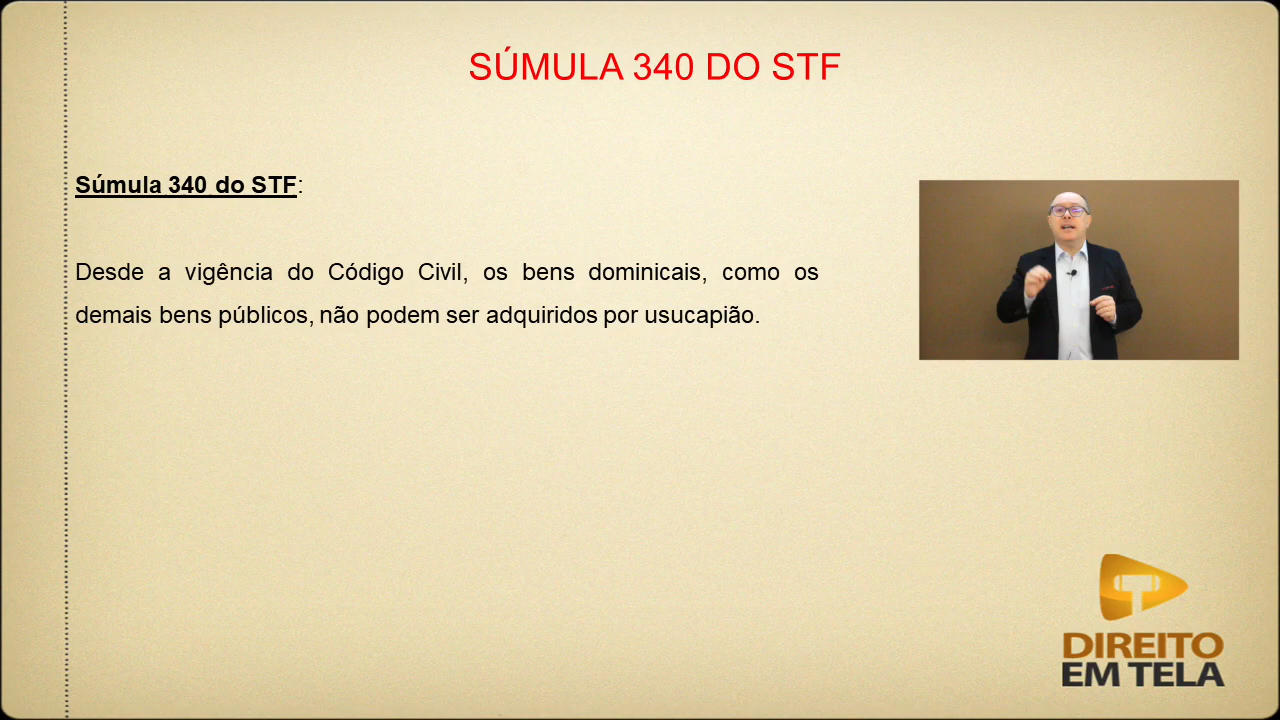 SÚMULA 340 DO STF
Súmula 340 do STF:
Desde a vigência do Código Civil, os bens dominicais, como os
demais bens públicos, não podem ser adquiridos por usucapião.
DIREITO
EM TELA